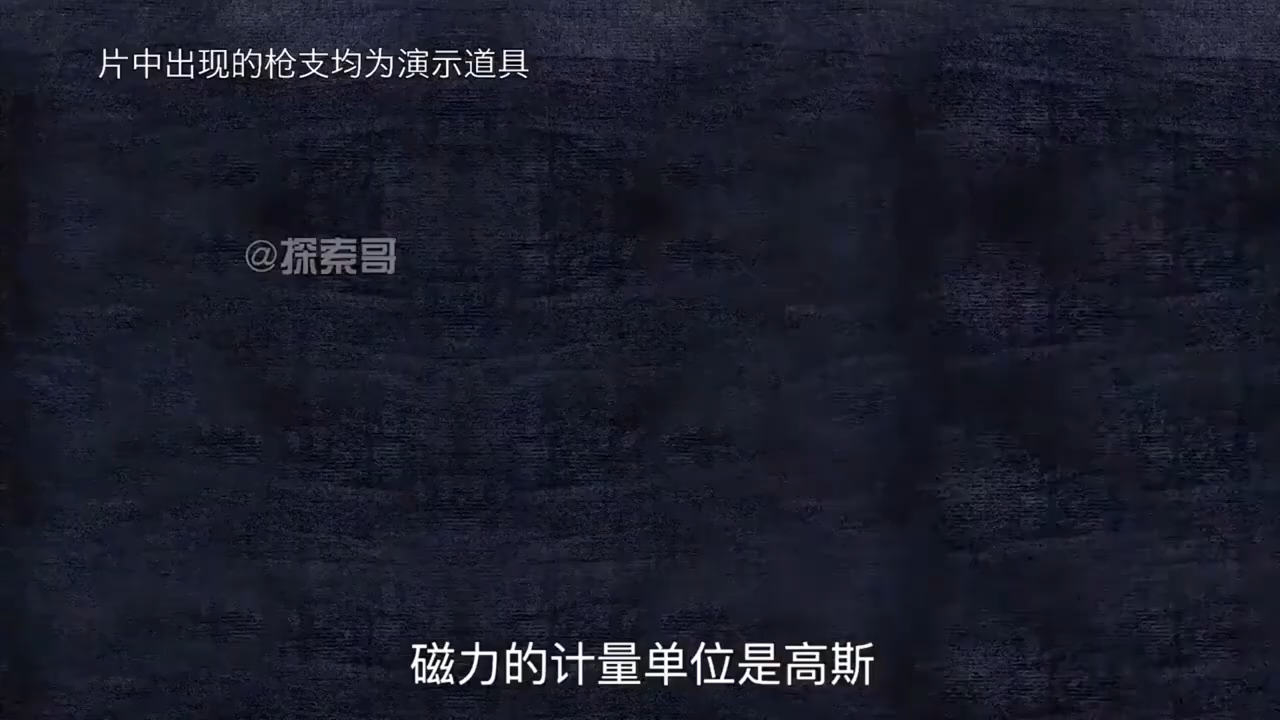 片中出现的枪支均为演示道具
@探索哥
磁力的计量单位是高斯